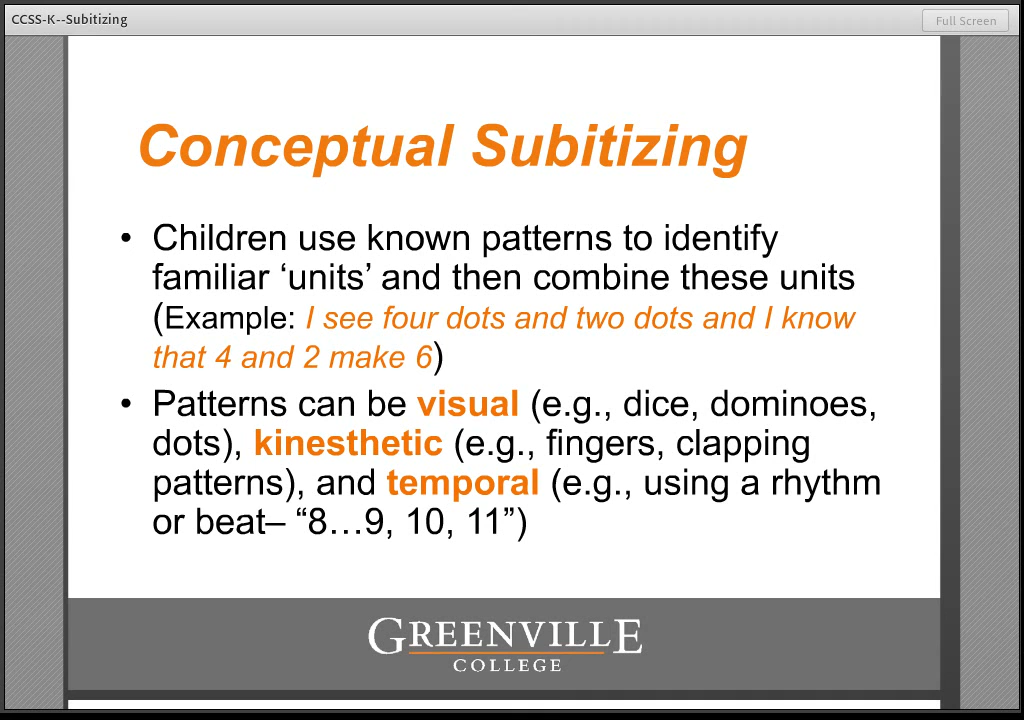 CCSS-K--Subitizing
Full Screen
Conceptual Subitizing
• Children use known patterns to identify
familiar ‘units’ and then combine these units
(Example: I see four dots and two dots and I know
that 4 and 2 make 6)
• Patterns can be visual (e.g., dice, dominoes,
dots), kinesthetic (e.g., fingers, clapping
patterns), and temporal (e.g., using a rhythm
or beat– “8…9, 10, 11”)
GREENVILLE
COLLEGE